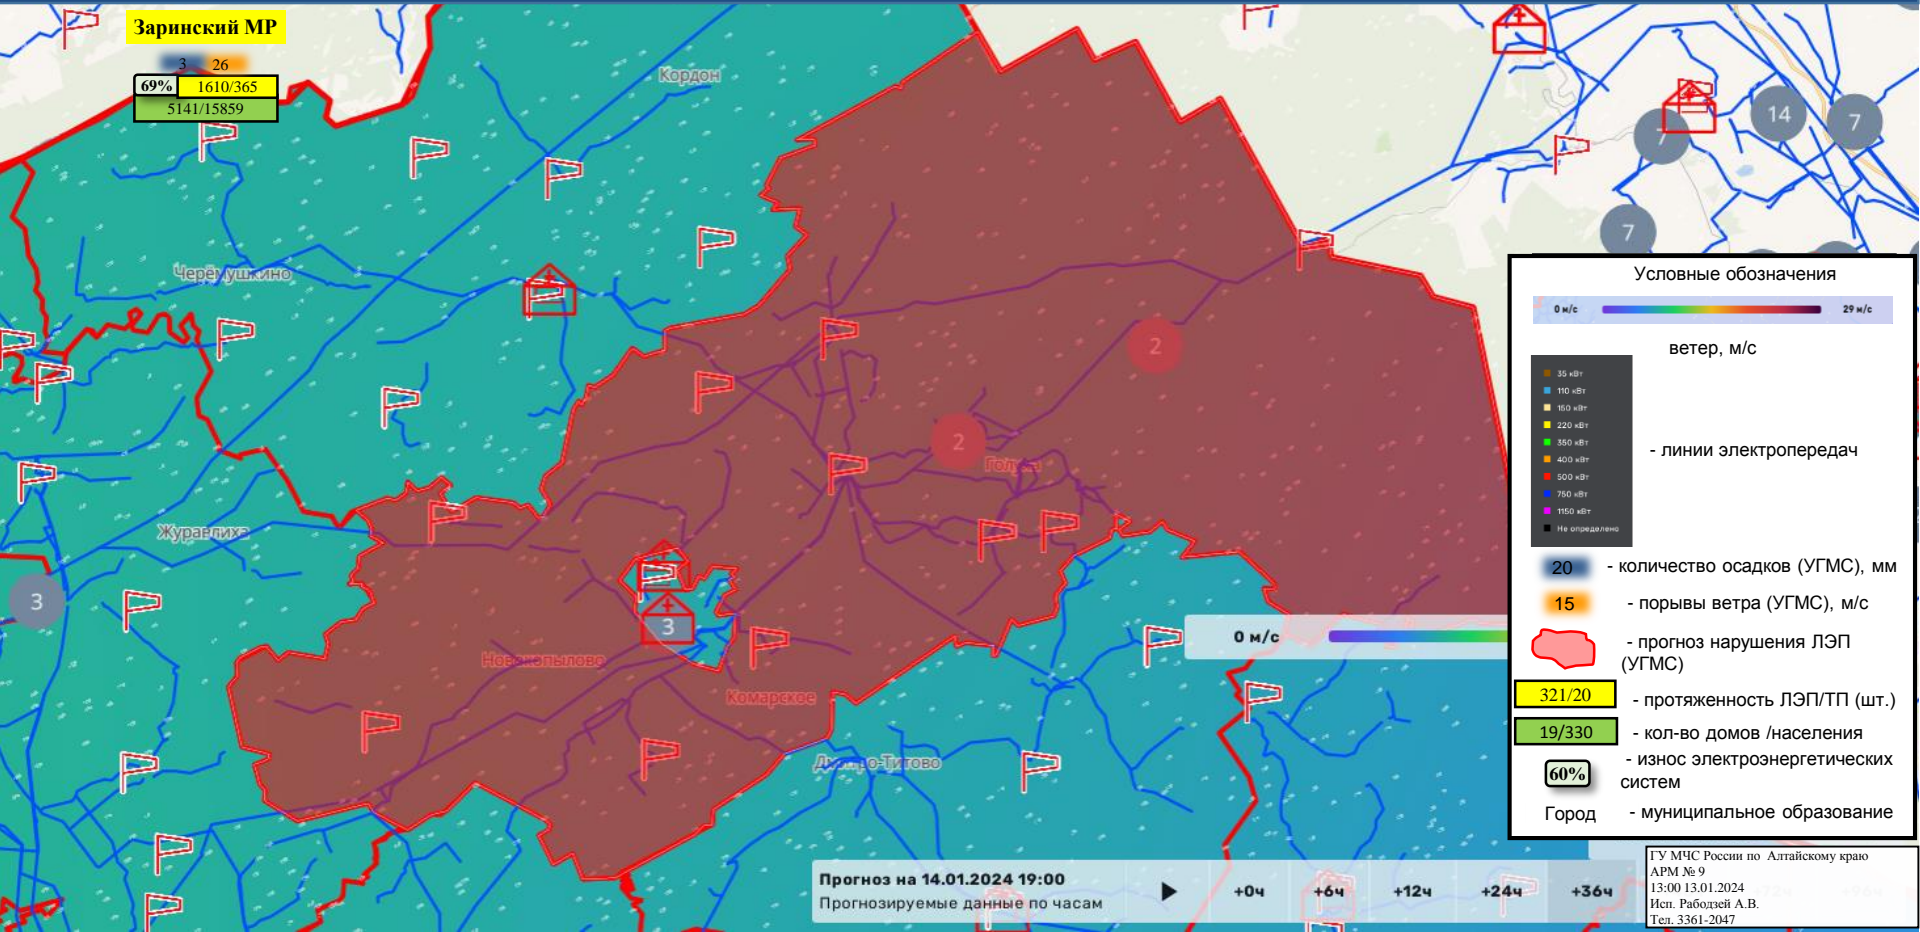 Заринский МР
3 26
69% 1610/365
5141/15859
Кордон
14
7
7
7
Черёмушкино
2
2
Голуха
Журавлиха
3
3
Новокопылово
Комарское
Дмитро-Титово
0 м/с
Условные обозначения
0 м/с 29 м/с
ветер, м/с
35 кВт
110 кВт
150 кВт
220 кВт
350 кВт
400 кВт
500 кВт
750 кВт
1150 кВт
Не определено
- линии электропередач
20 - количество осадков (УГМС), мм
15 - порывы ветра (УГМС), м/с
- прогноз нарушения ЛЭП
(УГМС)
321/20 - протяженность ЛЭП/ТП (шт.)
19/330 - кол-во домов /населения
60% - износ электроэнергетических
систем
Город - муниципальное образование
Прогноз на 14.01.2024 19:00
Прогнозируемые данные по часам
+0ч +6ч +12ч +24ч +36ч
ГУ МЧС России по Алтайскому краю
АРМ № 9
13:00 13.01.2024
Исп. Рабодзей А.В.
Тел. 3361-2047